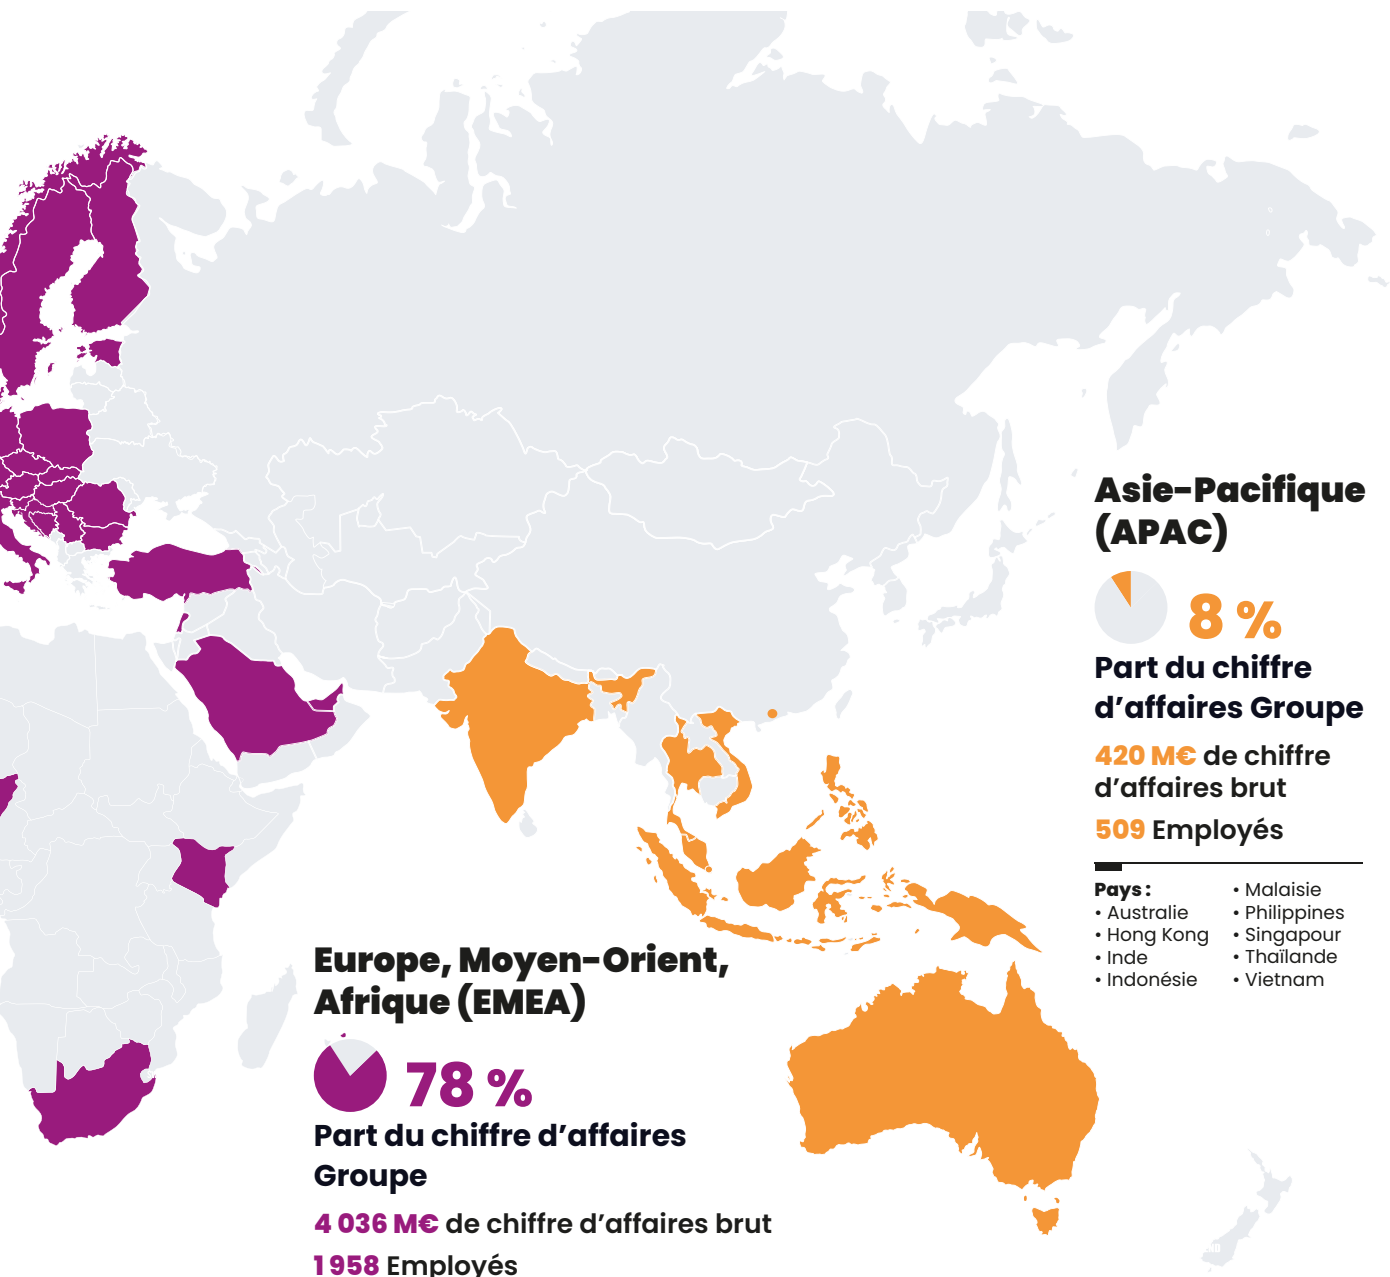 Asie-Pacifique
(APAC)
8 %
Part du chiffre
d’affaires Groupe
420 M€ de chiffre
d’affaires brut
509 Employés
Pays :
• Australie
• Hong Kong
• Inde
• Indonésie
• Malaisie
• Philippines
• Singapour
• Thaïlande
• Vietnam
Europe, Moyen-Orient,
Afrique (EMEA)
78 %
Part du chiffre d’affaires
Groupe
4 036 M€ de chiffre d’affaires brut
1 958 Employés